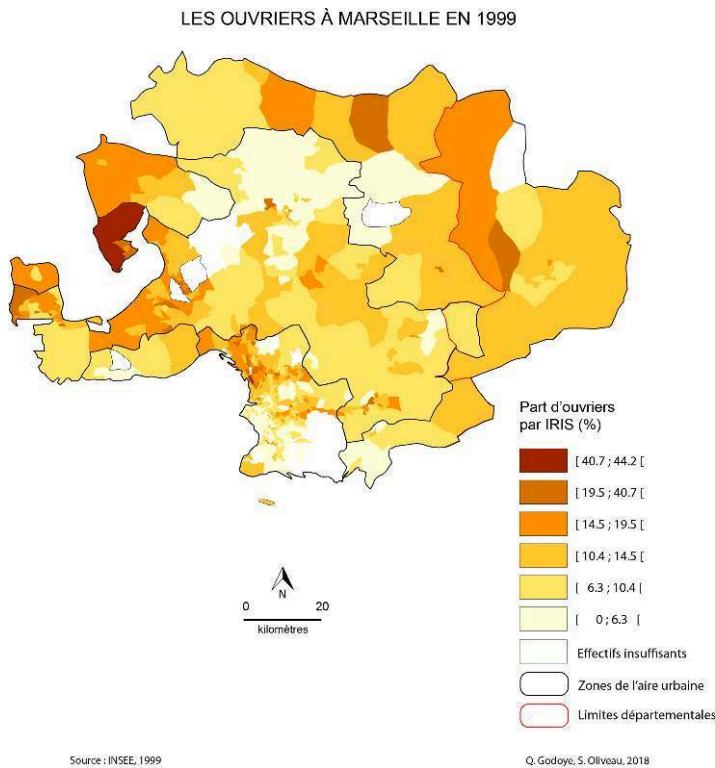 LES OUVRIERS À MARSEILLE EN 1999
Part d'ouvriers
par IRIS (%)
[ 40.7 ; 44.2 [
[ 19.5 ; 40.7 [
[ 14.5 ; 19.5 [
[ 10.4 ; 14.5 [
[ 6.3 ; 10.4 [
[ 0 ; 6.3 [
Effectifs insuffisants
Zones de l'aire urbaine
Limites départementales
N
0 20
kilomètres
Source : INSEE, 1999
Q. Godoye, S. Oliveau, 2018